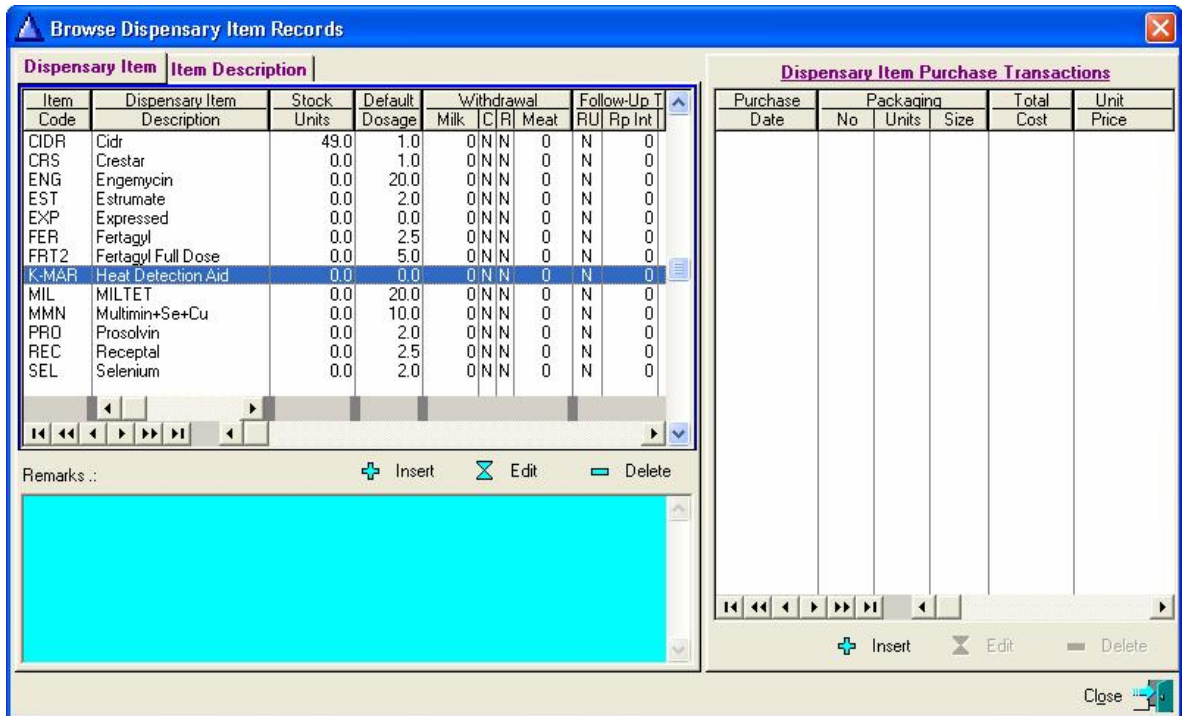 Browse Dispensary Item Records
Dispensary Item Item Description
Item Dispensary Item Stock Default Withdrawal Follow-Up T
Code Description Units Dosage Milk C R Meat RU Rp Int
CIDR Cidr 49.0 1.0 0 N N 0 N 0
CRS Crestar 0.0 1.0 0 N N 0 N 0
ENG Engemycin 0.0 20.0 0 N N 0 N 0
EST Estrumate 0.0 2.0 0 N N 0 N 0
EXP Expressed 0.0 0.0 0 N N 0 N 0
FER Fertagyl 0.0 2.5 0 N N 0 N 0
FRT2 Fertagyl Full Dose 0.0 5.0 0 N N 0 N 0
K-MAR Heat Detection Aid 0.0 0.0 0 N N 0 N 0
MIL MILTET 0.0 20.0 0 N N 0 N 0
MMN Multimin+Se+Cu 0.0 10.0 0 N N 0 N 0
PRO Prosolvin 0.0 2.0 0 N N 0 N 0
REC Receptal 0.0 2.5 0 N N 0 N 0
SEL Selenium 0.0 2.0 0 N N 0 N 0
Remarks .: Insert Edit Delete
Dispensary Item Purchase Transactions
Purchase Packaging Total Unit
Date No Units Size Cost Price
Insert Edit Delete
Close